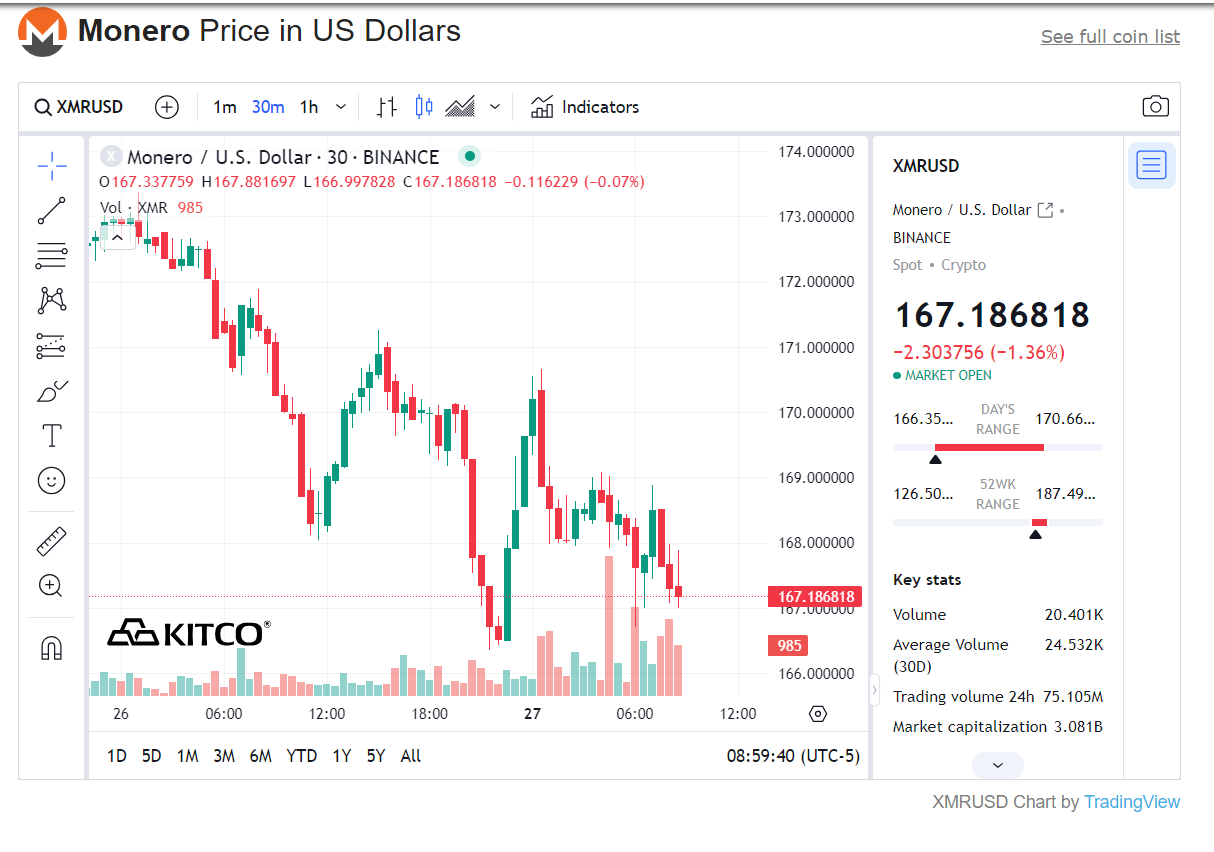 Monero Price in US Dollars
See full coin list
XMRUSD 1m 30m 1h Indicators
X Monero / U.S. Dollar · 30 · BINANCE
O167.337759 H167.881697 L166.997828 C167.186818 −0.116229 (−0.07%)
Vol · XMR 985
174.000000
173.000000
172.000000
171.000000
170.000000
169.000000
168.000000
167.186818
167.000000
985
166.000000
KITCO®
26 06:00 12:00 18:00 27 06:00 12:00
1D 5D 1M 3M 6M YTD 1Y 5Y All 08:59:40 (UTC-5)
XMRUSD
Monero / U.S. Dollar •
BINANCE
Spot • Crypto
167.186818
−2.303756 (−1.36%)
MARKET OPEN
166.35... DAY'S RANGE 170.66...
126.50... 52WK RANGE 187.49...
Key stats
Volume 20.401K
Average Volume (30D) 24.532K
Trading volume 24h 75.105M
Market capitalization 3.081B
XMRUSD Chart by TradingView